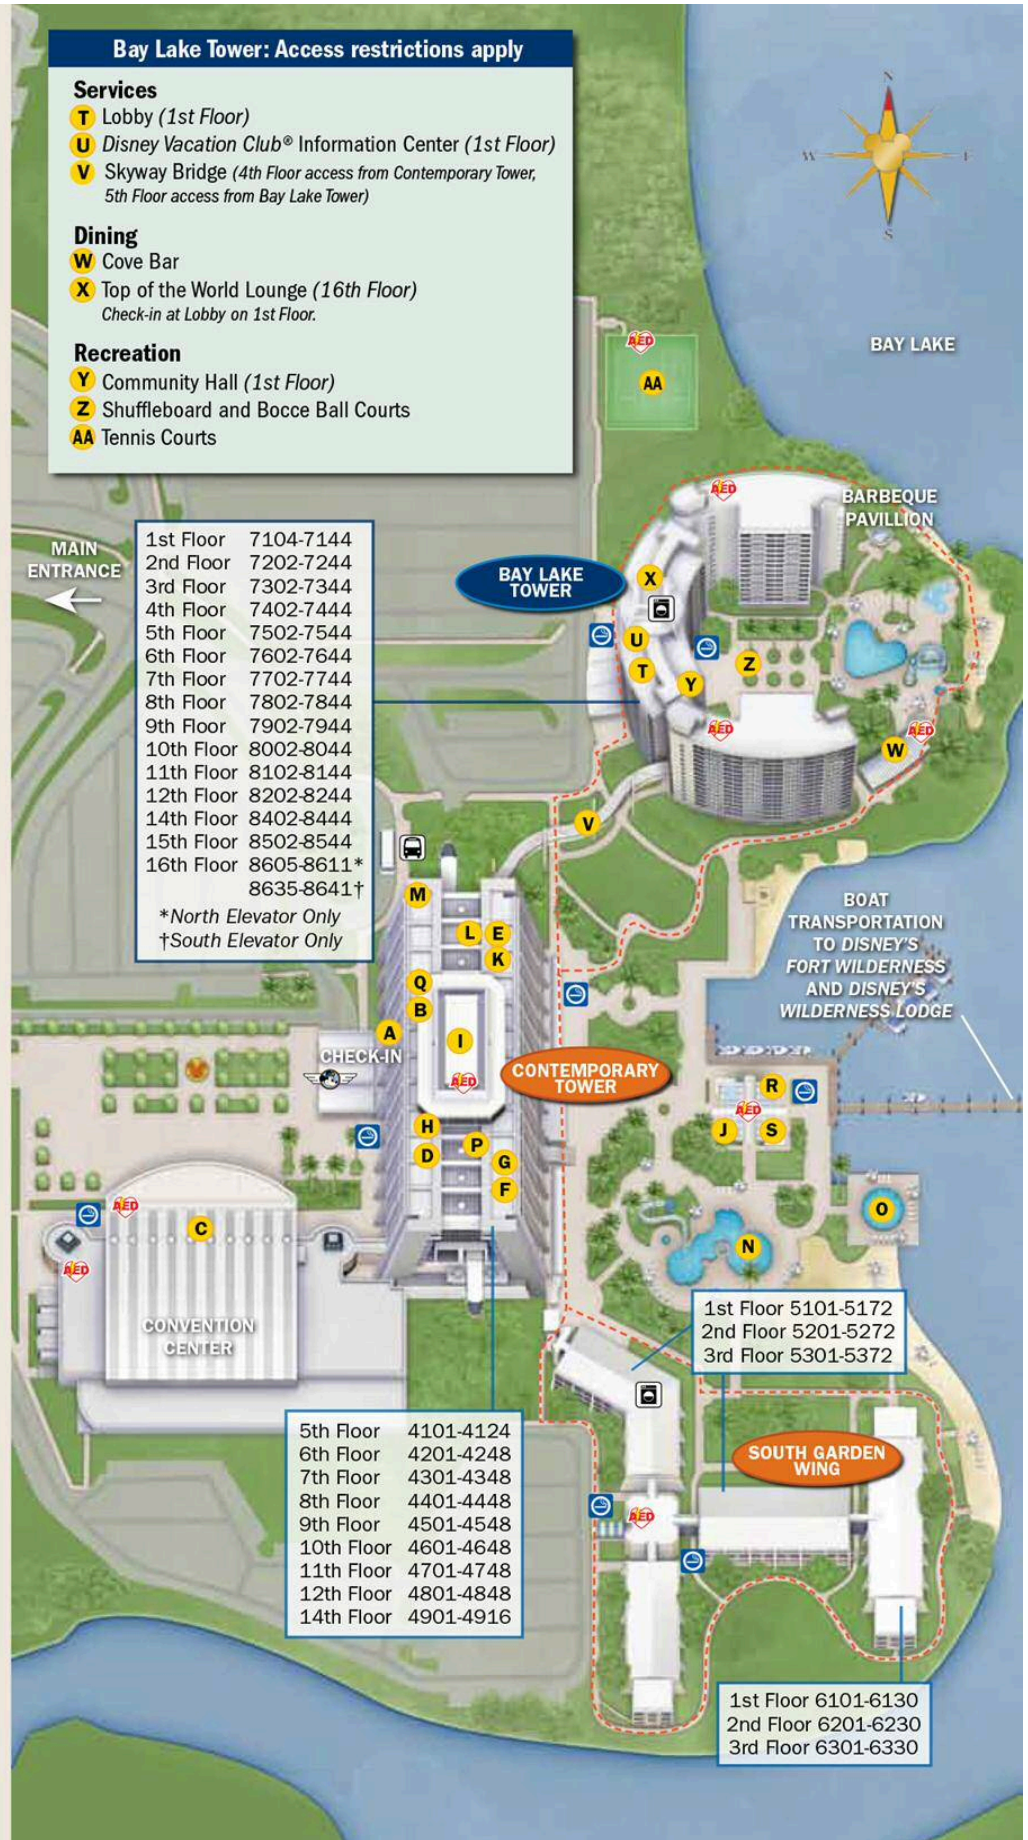 Bay Lake Tower: Access restrictions apply
Services
T Lobby (1st Floor)
U Disney Vacation Club® Information Center (1st Floor)
V Skyway Bridge (4th Floor access from Contemporary Tower,
5th Floor access from Bay Lake Tower)
Dining
W Cove Bar
X Top of the World Lounge (16th Floor)
Check-in at Lobby on 1st Floor.
Recreation
Y Community Hall (1st Floor)
Z Shuffleboard and Bocce Ball Courts
AA Tennis Courts
N
W E
S
BAY LAKE
AED
AA
AED
BARBEQUE
PAVILLION
MAIN
ENTRANCE
1st Floor 7104-7144
2nd Floor 7202-7244
3rd Floor 7302-7344
4th Floor 7402-7444
5th Floor 7502-7544
6th Floor 7602-7644
7th Floor 7702-7744
8th Floor 7802-7844
9th Floor 7902-7944
10th Floor 8002-8044
11th Floor 8102-8144
12th Floor 8202-8244
14th Floor 8402-8444
15th Floor 8502-8544
16th Floor 8605-8611*
8635-8641†
*North Elevator Only
†South Elevator Only
BAY LAKE
TOWER
X
U
T
Y
Z
AED
AED
W
V
M
L E
K
Q
B
A
I
CHECK-IN
AED
CONTEMPORARY
TOWER
BOAT
TRANSPORTATION
TO DISNEY'S
FORT WILDERNESS
AND DISNEY'S
WILDERNESS LODGE
R
AED
J S
H
P
D
G
F
O
N
AED
C
AED
CONVENTION
CENTER
1st Floor 5101-5172
2nd Floor 5201-5272
3rd Floor 5301-5372
5th Floor 4101-4124
6th Floor 4201-4248
7th Floor 4301-4348
8th Floor 4401-4448
9th Floor 4501-4548
10th Floor 4601-4648
11th Floor 4701-4748
12th Floor 4801-4848
14th Floor 4901-4916
SOUTH GARDEN
WING
AED
1st Floor 6101-6130
2nd Floor 6201-6230
3rd Floor 6301-6330